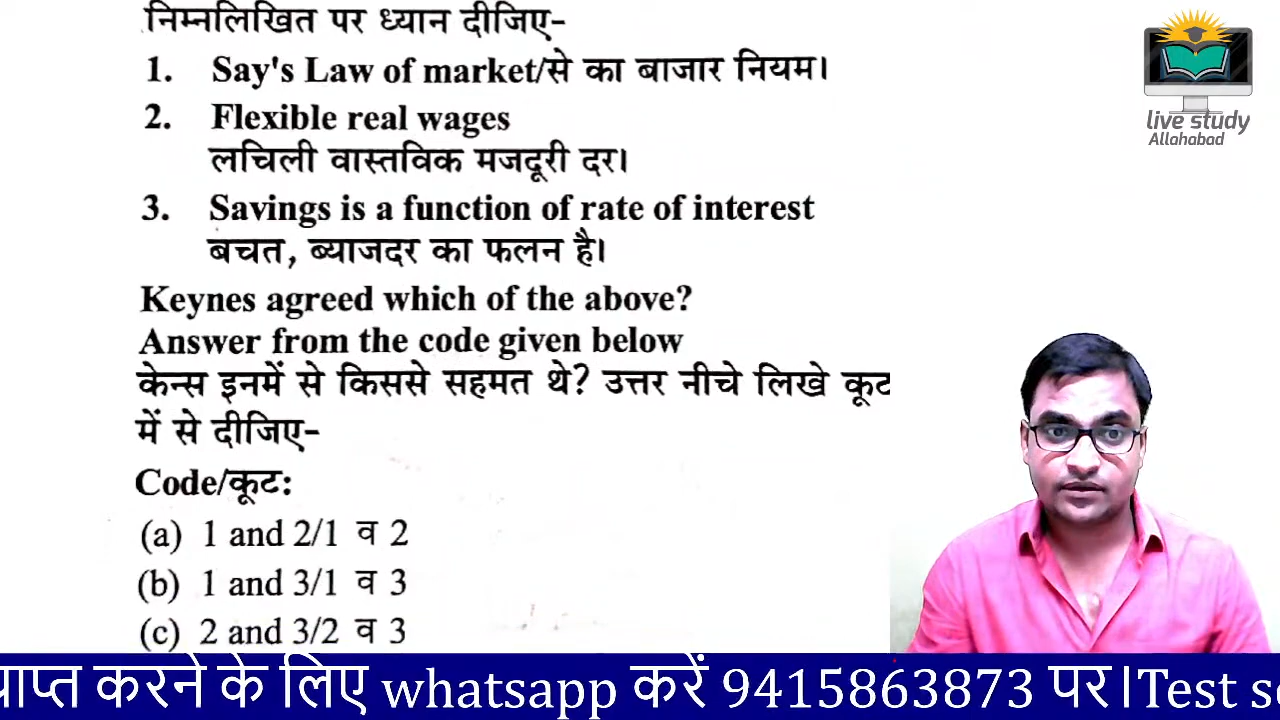 निम्नलिखित पर ध्यान दीजिए-
1. Say's Law of market/से का बाजार नियम।
2. Flexible real wages
लचिली वास्तविक मजदूरी दर।
3. Savings is a function of rate of interest
बचत, ब्याजदर का फलन है।
Keynes agreed which of the above?
Answer from the code given below
केन्स इनमें से किससे सहमत थे? उत्तर नीचे लिखे कूट
में से दीजिए-
Code/कूट:
(a) 1 and 2/1 व 2
(b) 1 and 3/1 व 3
(c) 2 and 3/2 व 3
live study
Allahabad
करने के लिए whatsapp करें 9415863873 पर।Test